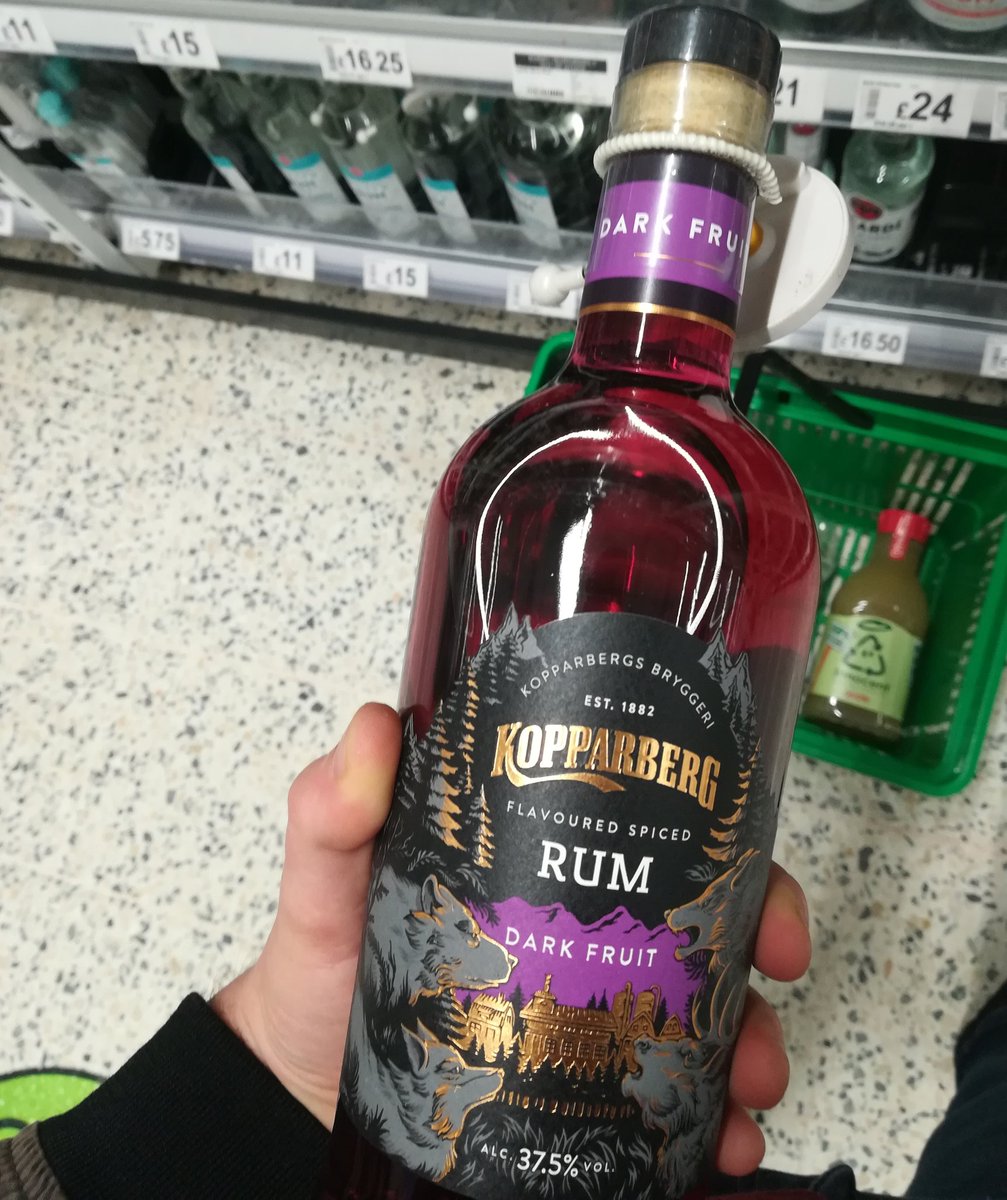 £11
£15
£16.25
21
£24
£5.75
£11
£15
£16.50
DARK FRUI
KOPPARBERGS BRYGGERI
EST. 1882
KOPPARBERG
FLAVOURED SPICED
RUM
DARK FRUIT
ALC. 37.5% VOL.